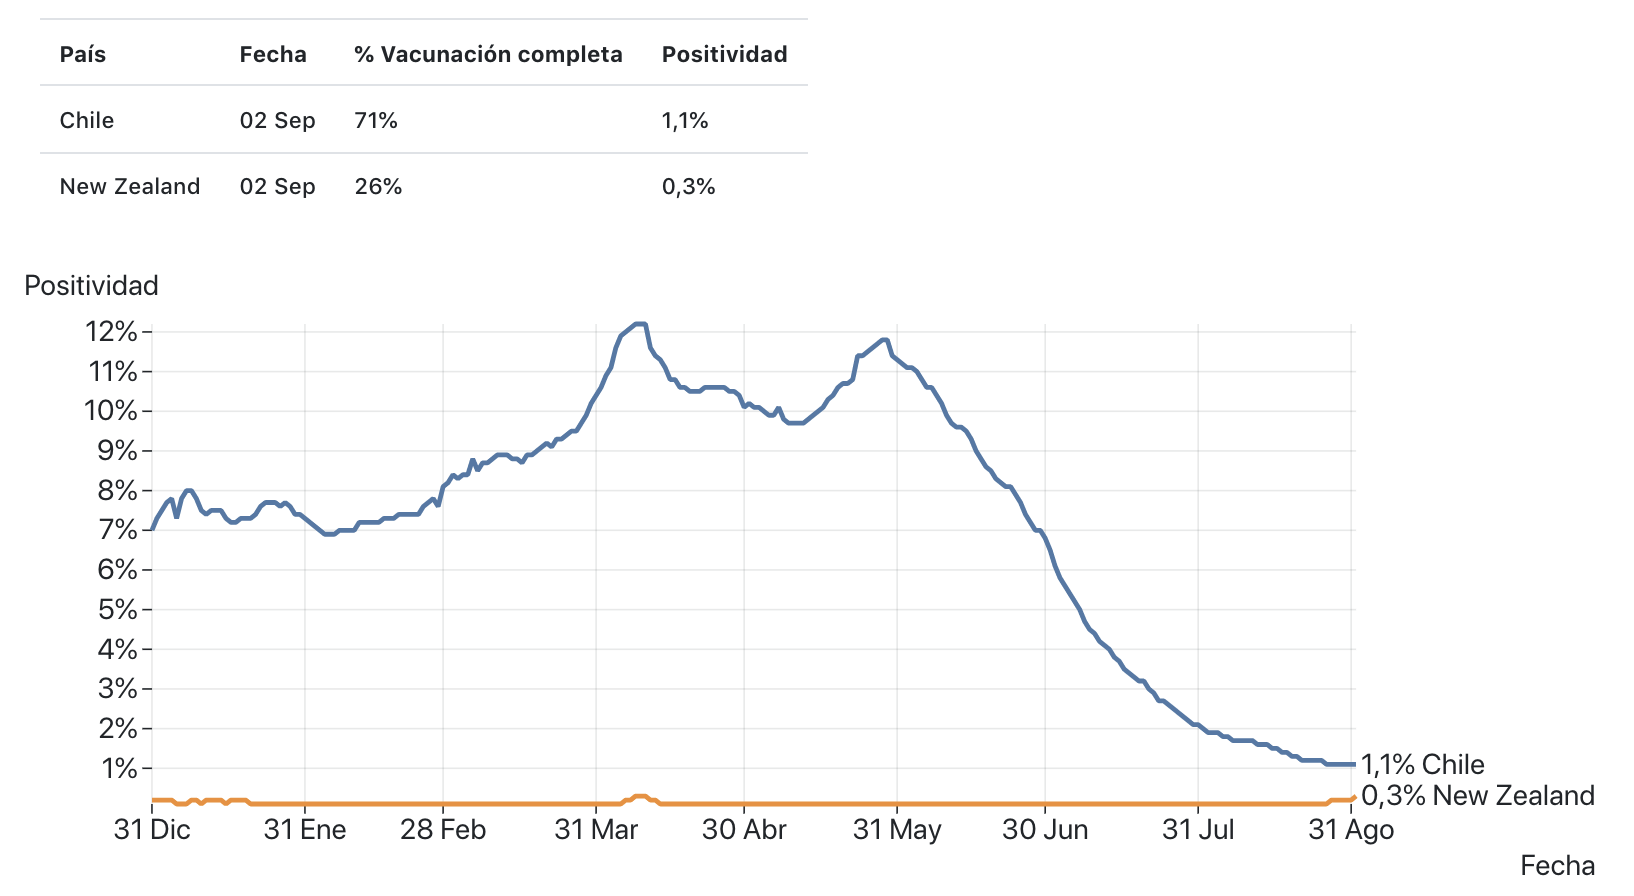 País Fecha % Vacunación completa Positividad
Chile 02 Sep 71% 1,1%
New Zealand 02 Sep 26% 0,3%
Positividad
12%
11%
10%
9%
8%
7%
6%
5%
4%
3%
2%
1%
1,1% Chile
0,3% New Zealand
31 Dic 31 Ene 28 Feb 31 Mar 30 Abr 31 May 30 Jun 31 Jul 31 Ago
Fecha